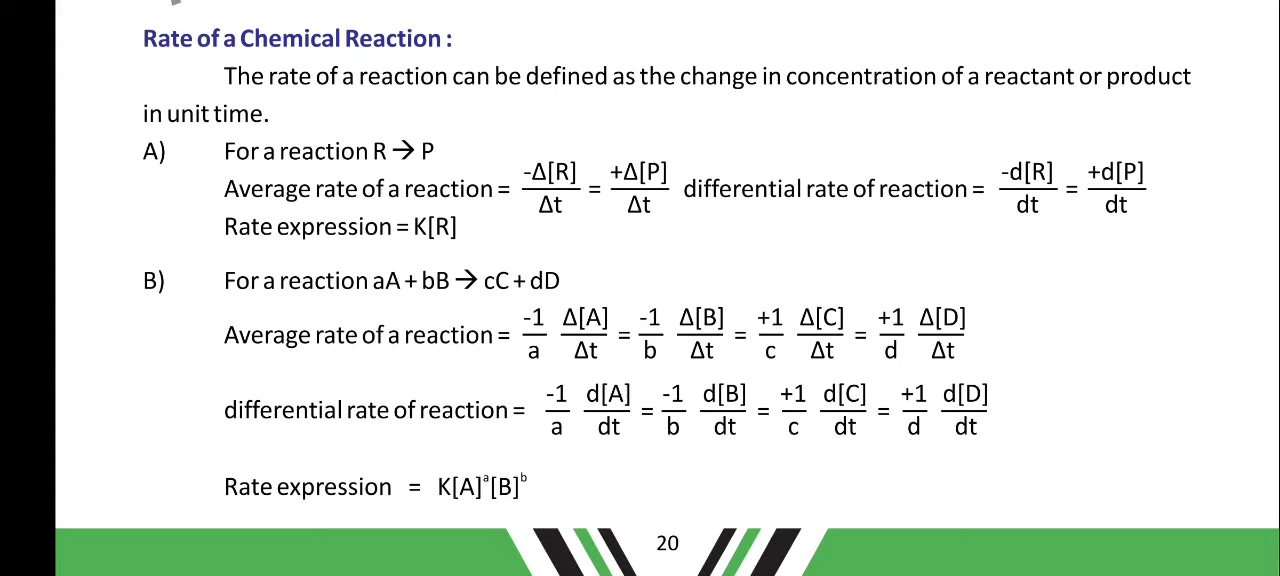 Rate of a Chemical Reaction :
The rate of a reaction can be defined as the change in concentration of a reactant or product
in unit time.
A) For a reaction R → P
Average rate of a reaction = -Δ[R]/Δt = +Δ[P]/Δt differential rate of reaction = -d[R]/dt = +d[P]/dt
Rate expression = K[R]
B) For a reaction aA + bB → cC + dD
Average rate of a reaction = -1/a Δ[A]/Δt = -1/b Δ[B]/Δt = +1/c Δ[C]/Δt = +1/d Δ[D]/Δt
differential rate of reaction = -1/a d[A]/dt = -1/b d[B]/dt = +1/c d[C]/dt = +1/d d[D]/dt
Rate expression = K[A]ᵃ[B]ᵇ
20